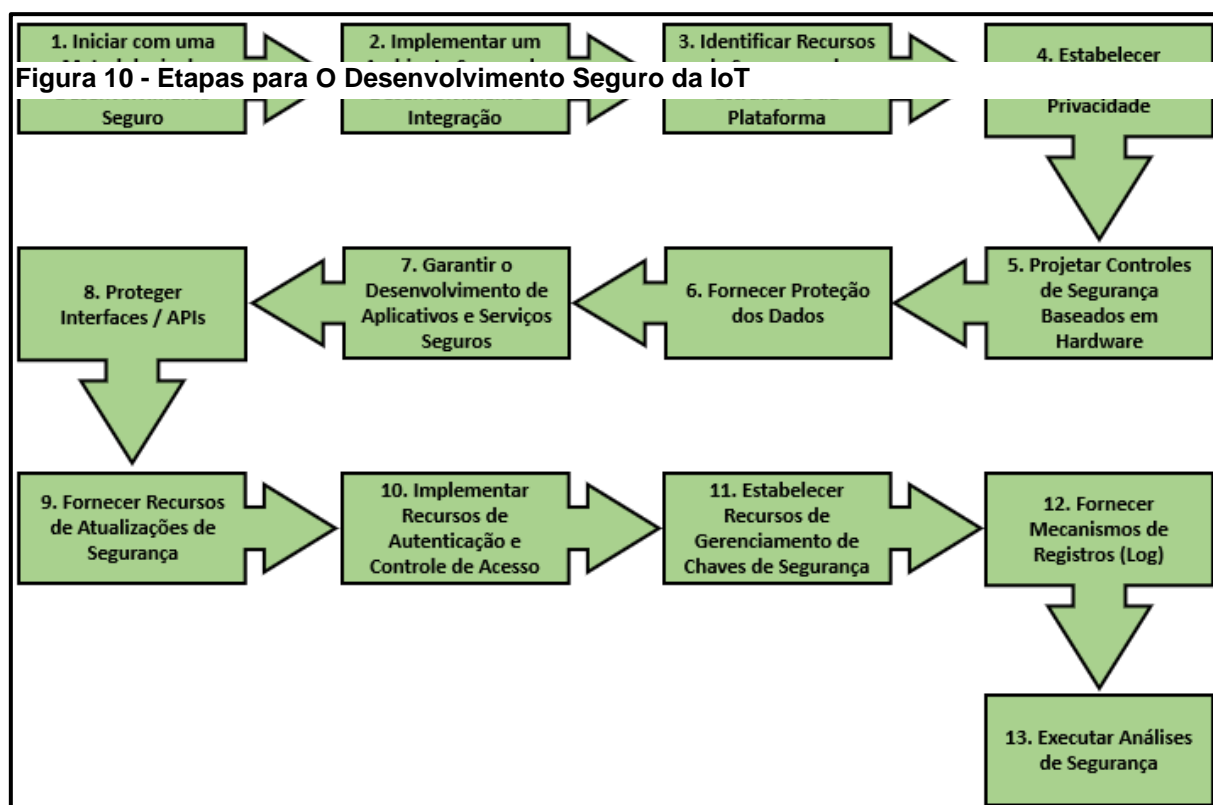 1. Iniciar com uma
Seguro
2. Implementar um
Integração
3. Identificar Recursos
Plataforma
4. Estabelecer
Privacidade
Figura 10 - Etapas para O Desenvolvimento Seguro da IoT
8. Proteger
Interfaces / APIs
7. Garantir o
Desenvolvimento de
Aplicativos e Serviços
Seguros
6. Fornecer Proteção
dos Dados
5. Projetar Controles
de Segurança
Baseados em
Hardware
9. Fornecer Recursos
de Atualizações de
Segurança
10. Implementar
Recursos de
Autenticação e
Controle de Acesso
11. Estabelecer
Recursos de
Gerenciamento de
Chaves de Segurança
12. Fornecer
Mecanismos de
Registros (Log)
13. Executar Análises
de Segurança